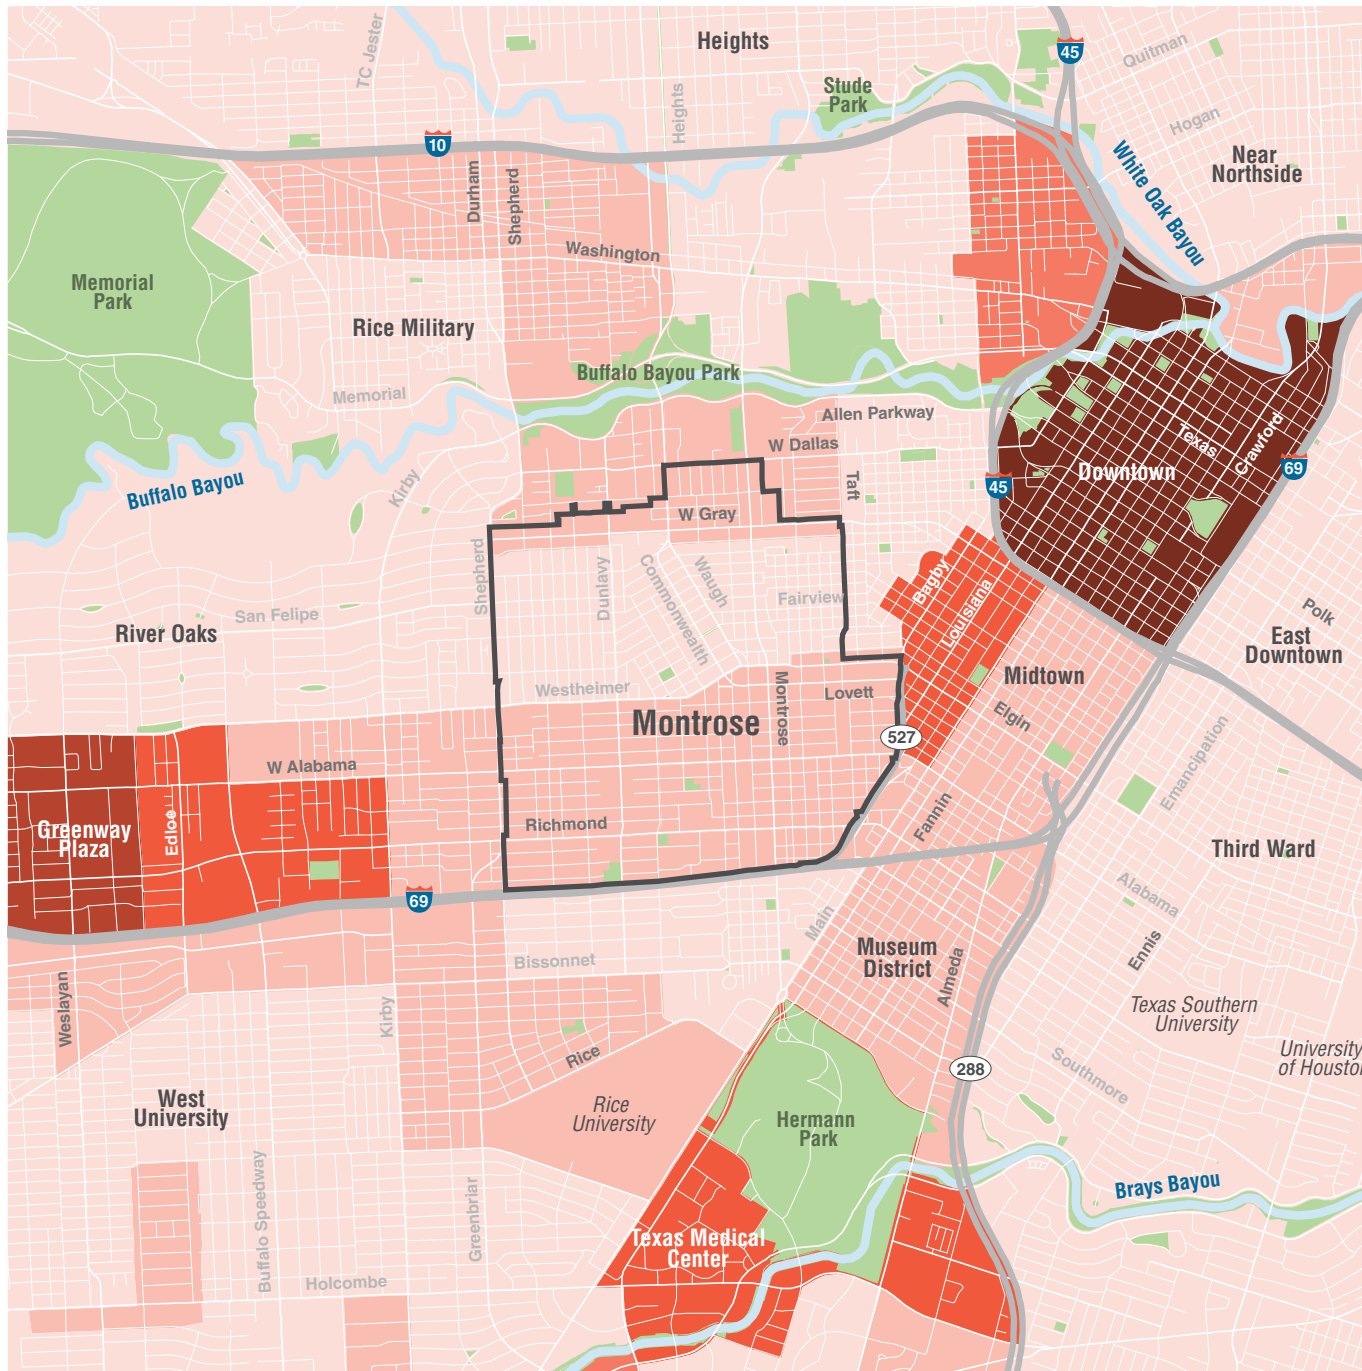 TC Jester
Heights
45
Quitman
Stude
Park
Heights
Hogan
10
White Oak Bayou
Near
Northside
Durham
Shepherd
Washington
Memorial
Park
Rice Military
Buffalo Bayou Park
Memorial
Allen Parkway
W Dallas
Texas
Crawford
Downtown
69
45
Buffalo Bayou
Kirby
Taft
W Gray
Shepherd
Dunlavy
Commonwealth
Waugh
Fairview
Bagby
Louisiana
San Felipe
River Oaks
Polk
East
Downtown
Midtown
Westheimer
Lovett
Montrose
Montrose
Elgin
527
Emancipation
W Alabama
Greenway
Plaza
Edloe
Richmond
Fannin
Third Ward
Alabama
69
Main
Museum
District
Ennis
Bissonnet
Almeda
Weslayan
Kirby
Texas Southern
University
University
of Houston
Rice
288
Southmore
West
University
Rice
University
Hermann
Park
Brays Bayou
Buffalo Speedway
Greenbriar
Texas Medical
Center
Holcombe